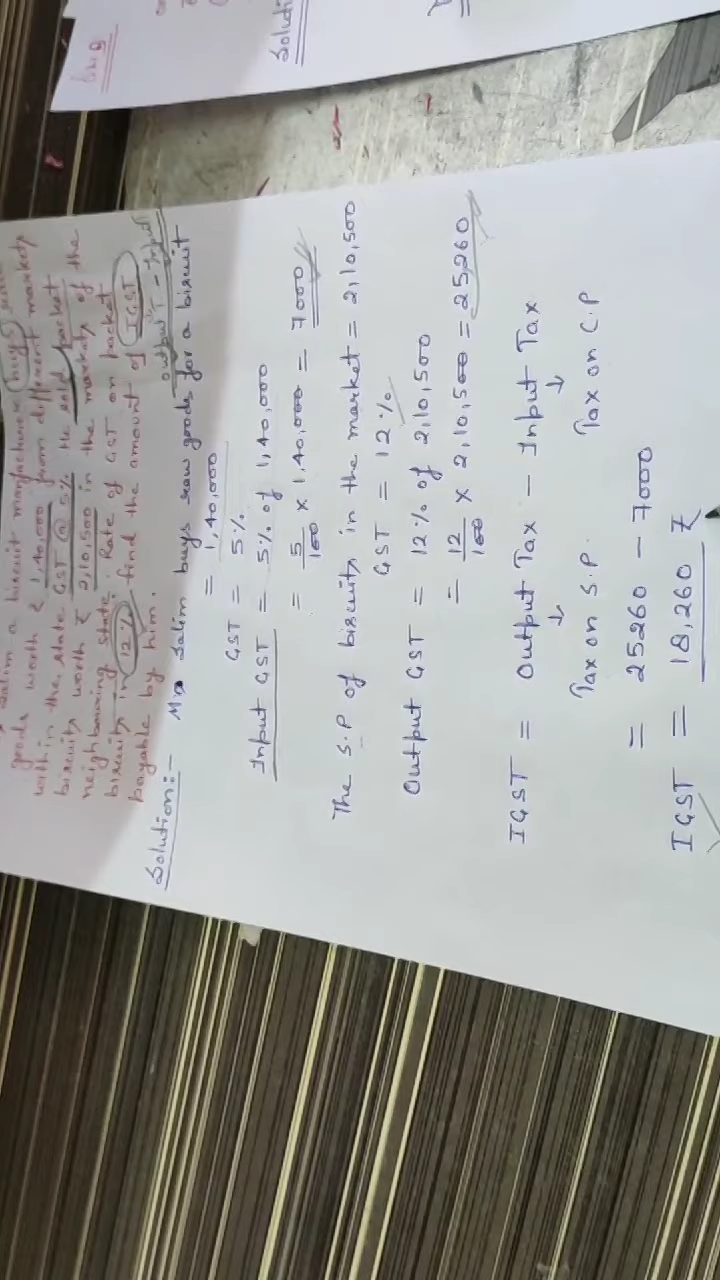 Salim a biscuit manufacturer buys raw
goods worth ₹ 1,40,000 from different markets
within the state GST @ 5%. He sold packet
biscuits worth ₹ 2,10,500 in the market of the
neighbouring state. Rate of GST on packet
biscuits is 12%, find the amount of IGST
payable by him.
output T - Input
Solution:- Mr Salim buys raw goods for a biscuit
= 1,40,000
GST = 5%
Input GST = 5% of 1,40,000
= 5/100 x 1,40,000 = 7000
The S.P of biscuits in the market = 2,10,500
GST = 12%
Output GST = 12% of 2,10,500
= 12/100 x 2,10,500 = 25,260
IGST = Output Tax - Input Tax
↓ ↓
Tax on S.P. Tax on C.P
= 25260 - 7000
IGST = 18,260 ₹
Solut